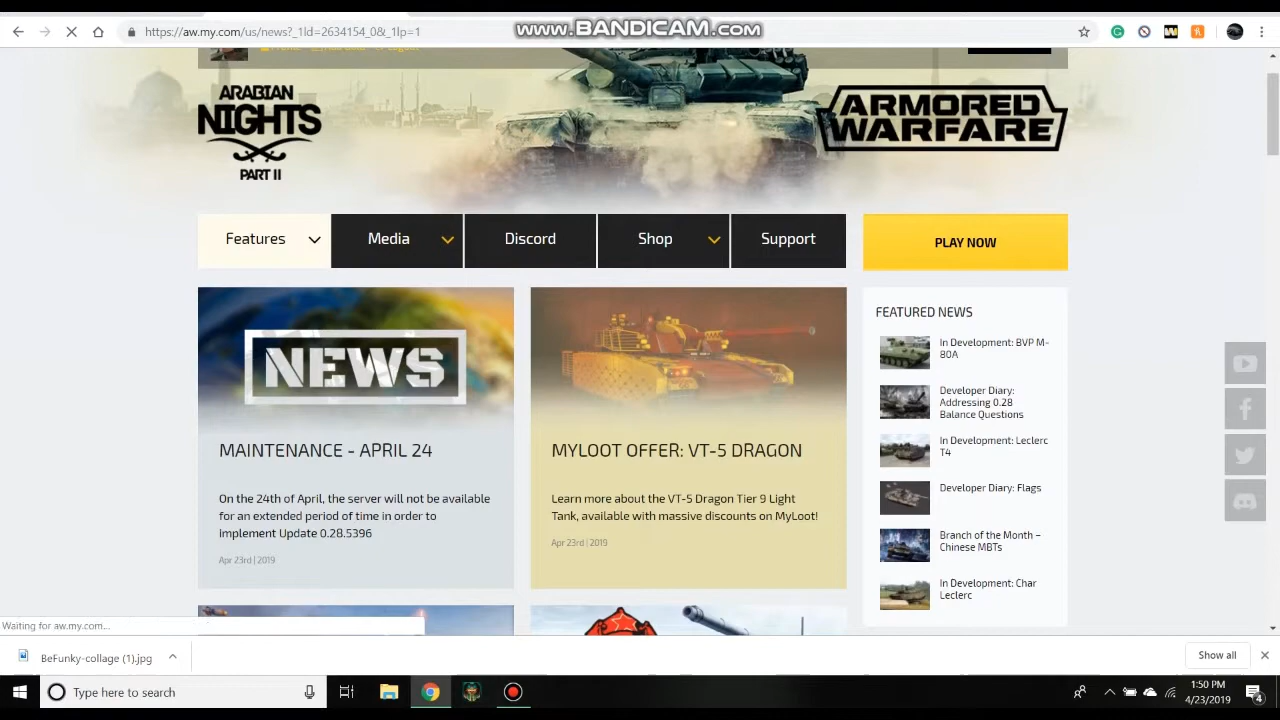 https://aw.my.com/us/news?_1ld=2634154_0&_1lp=1
www.BANDICAM.com
ARABIAN
NIGHTS
PART II
ARMORED
WARFARE
Features
Media
Discord
Shop
Support
PLAY NOW
NEWS
MAINTENANCE - APRIL 24
On the 24th of April, the server will not be available
for an extended period of time in order to
implement Update 0.28.5396
Apr 23rd | 2019
MYLOOT OFFER: VT-5 DRAGON
Learn more about the VT-5 Dragon Tier 9 Light
Tank, available with massive discounts on MyLoot!
Apr 23rd | 2019
FEATURED NEWS
In Development: BVP M-
80A
Developer Diary:
Addressing 0.28
Balance Questions
In Development: Leclerc
T4
Developer Diary: Flags
Branch of the Month –
Chinese MBTs
In Development: Char
Leclerc
Waiting for aw.my.com...
BeFunky-collage (1).jpg
Show all
Type here to search
1:50 PM
4/23/2019
4